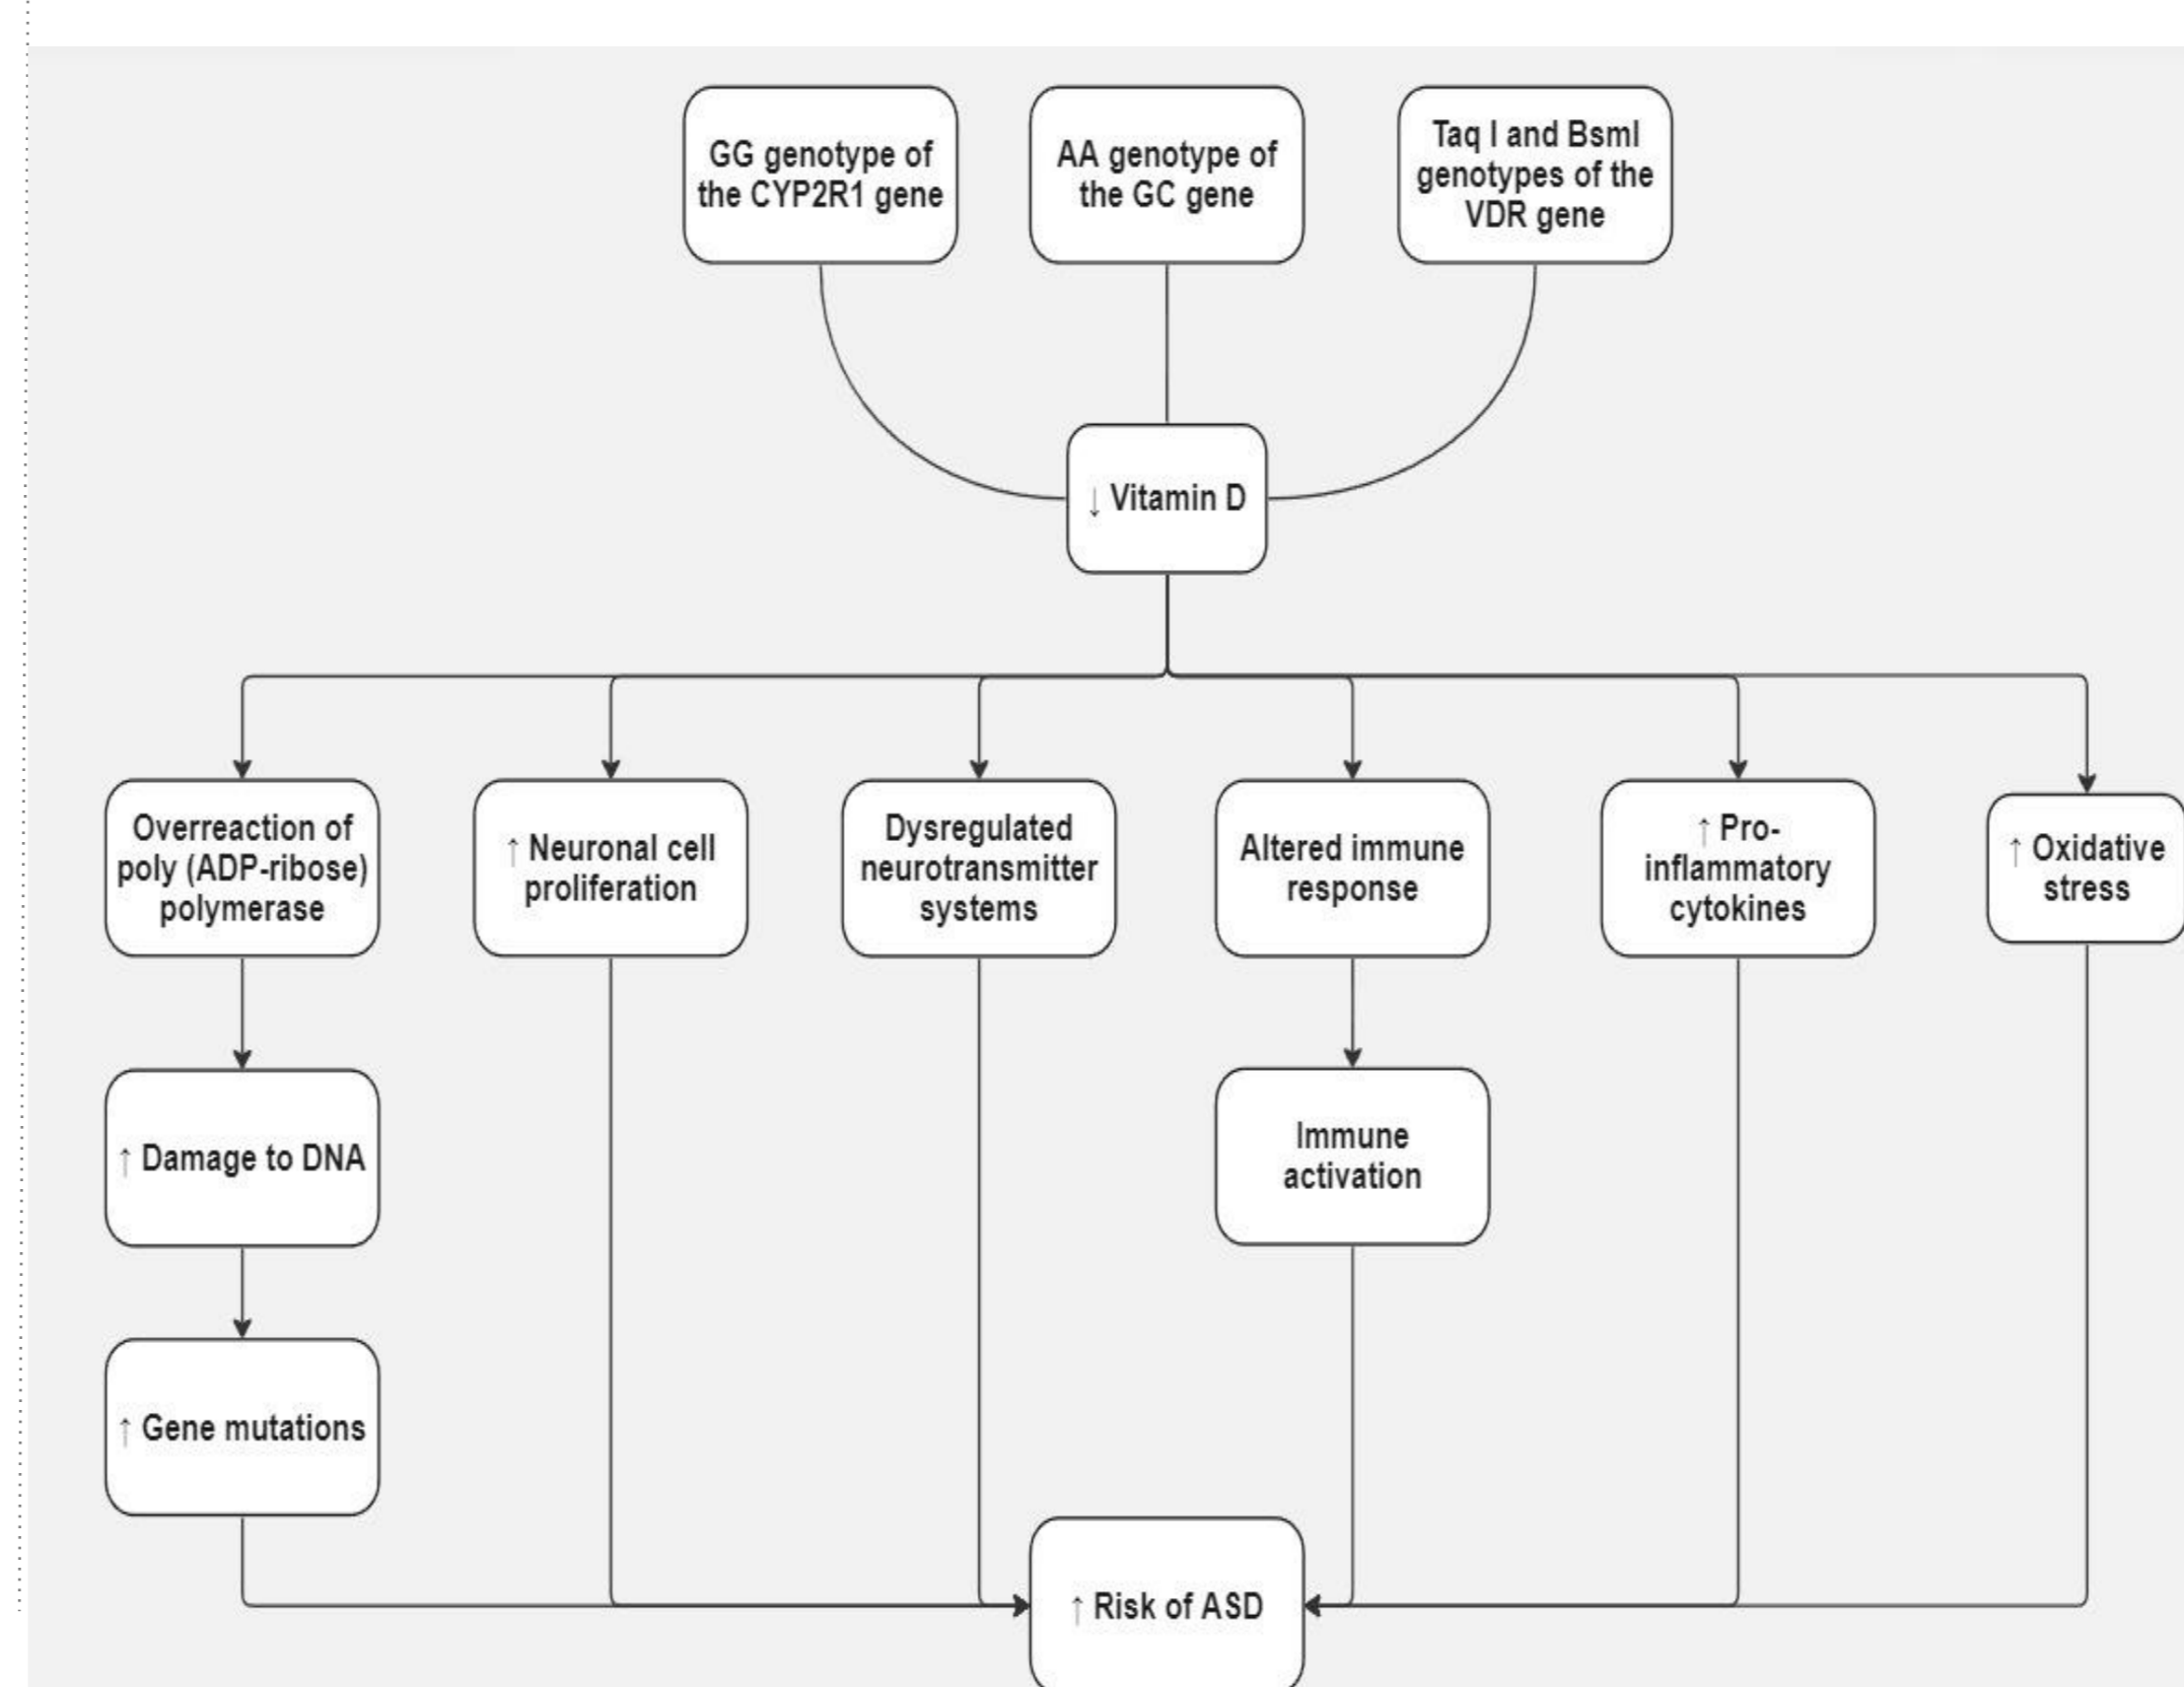 GG genotype of
the CYP2R1 gene
AA genotype of
the GC gene
Taq I and BsmI
genotypes of the
VDR gene
↓ Vitamin D
Overreaction of
poly (ADP-ribose)
polymerase
↑ Neuronal cell
proliferation
Dysregulated
neurotransmitter
systems
Altered immune
response
↑ Pro-
inflammatory
cytokines
↑ Oxidative
stress
↑ Damage to DNA
Immune
activation
↑ Gene mutations
↑ Risk of ASD